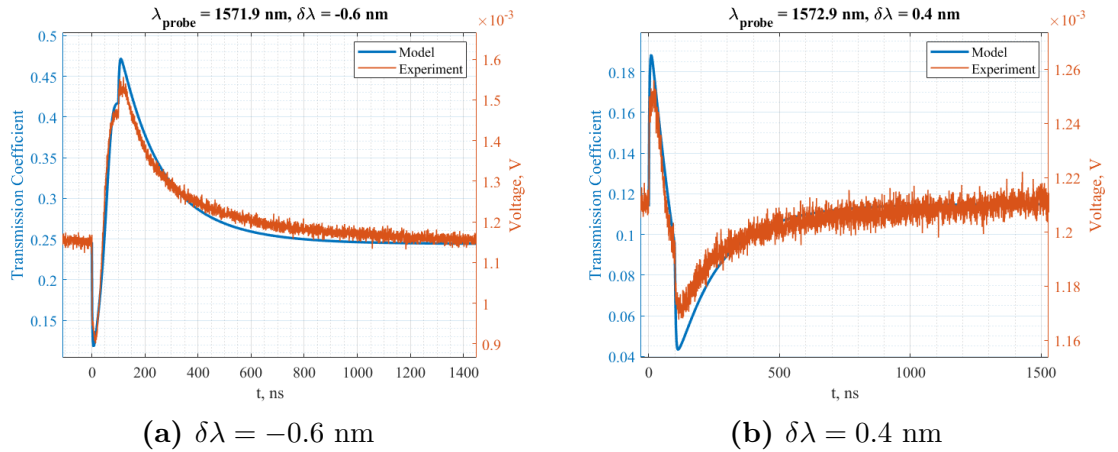 λprobe = 1571.9 nm, δλ = -0.6 nm
×10⁻³
0.5
0.45
0.4
0.35
0.3
0.25
0.2
0.15
Transmission Coefficient
Model
Experiment
1.6
1.5
1.4
1.3
1.2
1.1
1
0.9
Voltage, V
0 200 400 600 800 1000 1200 1400
t, ns
(a) δλ = −0.6 nm
λprobe = 1572.9 nm, δλ = 0.4 nm
×10⁻³
0.18
0.16
0.14
0.12
0.1
0.08
0.06
0.04
Transmission Coefficient
Model
Experiment
1.26
1.24
1.22
1.20
1.18
1.16
Voltage, V
0 500 1000 1500
t, ns
(b) δλ = 0.4 nm